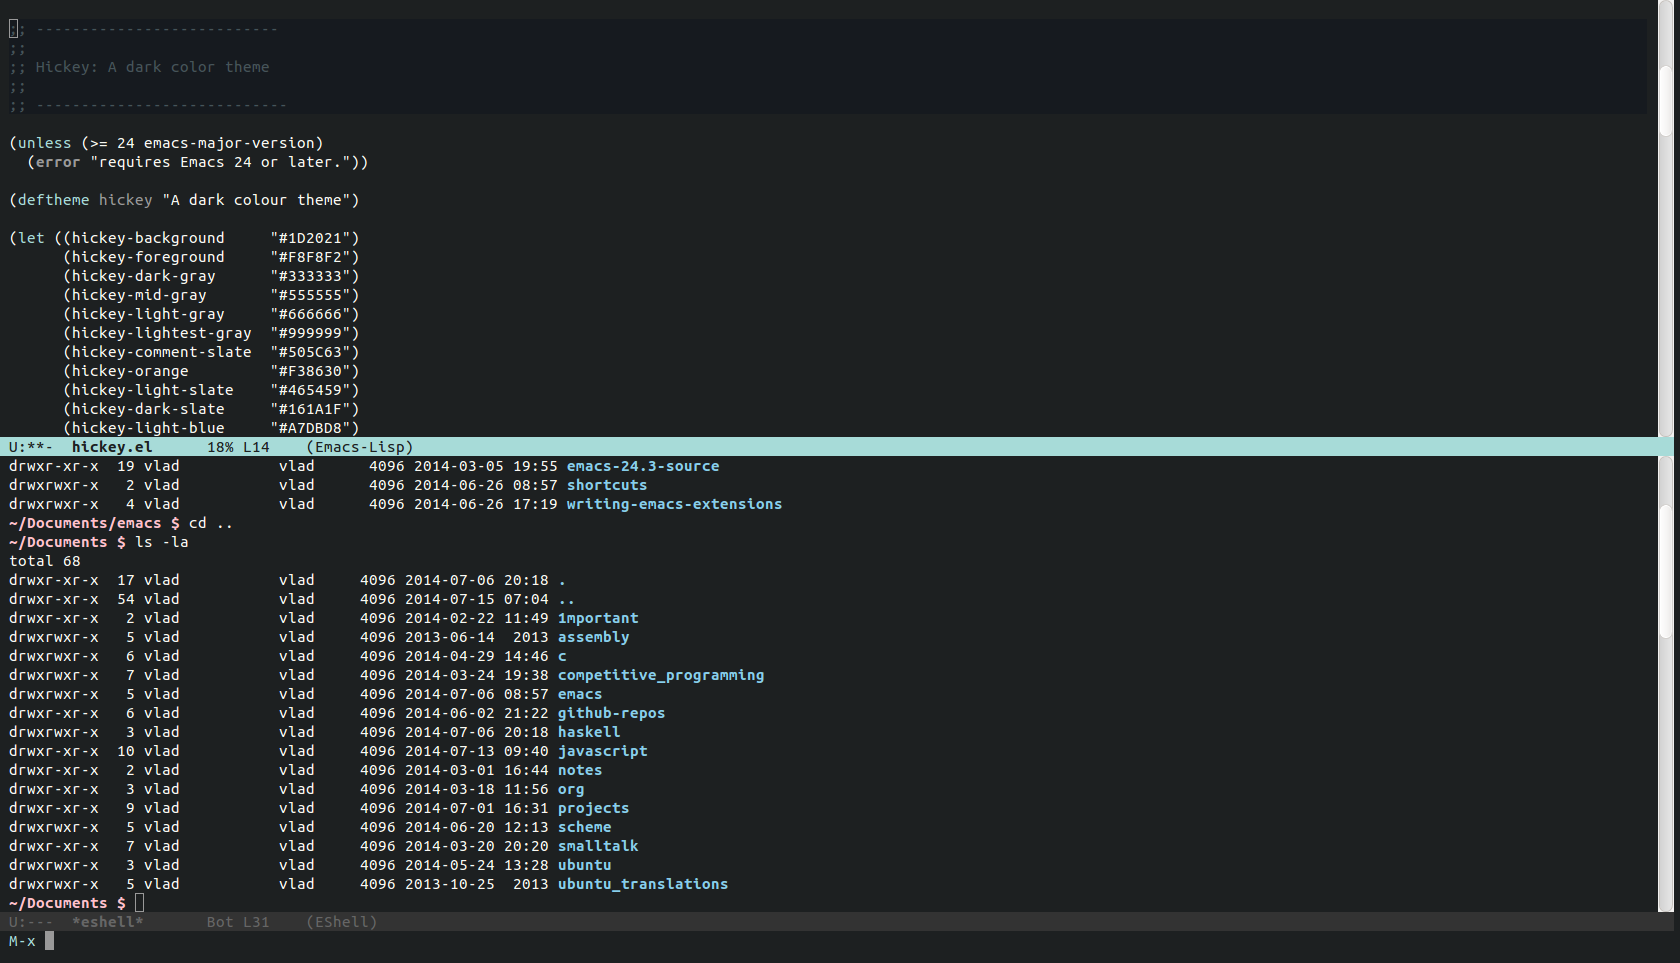 ;; ---------------------------
;;
;; Hickey: A dark color theme
;;
;; ----------------------------
(unless (>= 24 emacs-major-version)
  (error "requires Emacs 24 or later."))
(deftheme hickey "A dark colour theme")
(let ((hickey-background     "#1D2021")
      (hickey-foreground     "#F8F8F2")
      (hickey-dark-gray      "#333333")
      (hickey-mid-gray       "#555555")
      (hickey-light-gray     "#666666")
      (hickey-lightest-gray  "#999999")
      (hickey-comment-slate  "#505C63")
      (hickey-orange         "#F38630")
      (hickey-light-slate    "#465459")
      (hickey-dark-slate     "#161A1F")
      (hickey-light-blue     "#A7DBD8")
U:**-  hickey.el      18% L14    (Emacs-Lisp)
drwxr-xr-x  19 vlad           vlad      4096 2014-03-05 19:55 emacs-24.3-source
drwxrwxr-x   2 vlad           vlad      4096 2014-06-26 08:57 shortcuts
drwxrwxr-x   4 vlad           vlad      4096 2014-06-26 17:19 writing-emacs-extensions
~/Documents/emacs $ cd ..
~/Documents $ ls -la
total 68
drwxr-xr-x  17 vlad           vlad     4096 2014-07-06 20:18 .
drwxr-xr-x  54 vlad           vlad     4096 2014-07-15 07:04 ..
drwxr-xr-x   2 vlad           vlad     4096 2014-02-22 11:49 1mportant
drwxrwxr-x   5 vlad           vlad     4096 2013-06-14  2013 assembly
drwxrwxr-x   6 vlad           vlad     4096 2014-04-29 14:46 c
drwxrwxr-x   7 vlad           vlad     4096 2014-03-24 19:38 competitive_programming
drwxrwxr-x   5 vlad           vlad     4096 2014-07-06 08:57 emacs
drwxr-xr-x   6 vlad           vlad     4096 2014-06-02 21:22 github-repos
drwxr-xr-x   3 vlad           vlad     4096 2014-07-06 20:18 haskell
drwxr-xr-x  10 vlad           vlad     4096 2014-07-13 09:40 javascript
drwxr-xr-x   2 vlad           vlad     4096 2014-03-01 16:44 notes
drwxr-xr-x   3 vlad           vlad     4096 2014-03-18 11:56 org
drwxr-xr-x   9 vlad           vlad     4096 2014-07-01 16:31 projects
drwxrwxr-x   5 vlad           vlad     4096 2014-06-20 12:13 scheme
drwxrwxr-x   7 vlad           vlad     4096 2014-03-20 20:20 smalltalk
drwxrwxr-x   3 vlad           vlad     4096 2014-05-24 13:28 ubuntu
drwxrwxr-x   5 vlad           vlad     4096 2013-10-25  2013 ubuntu_translations
~/Documents $
U:---  *eshell*       Bot L31    (EShell)
M-x